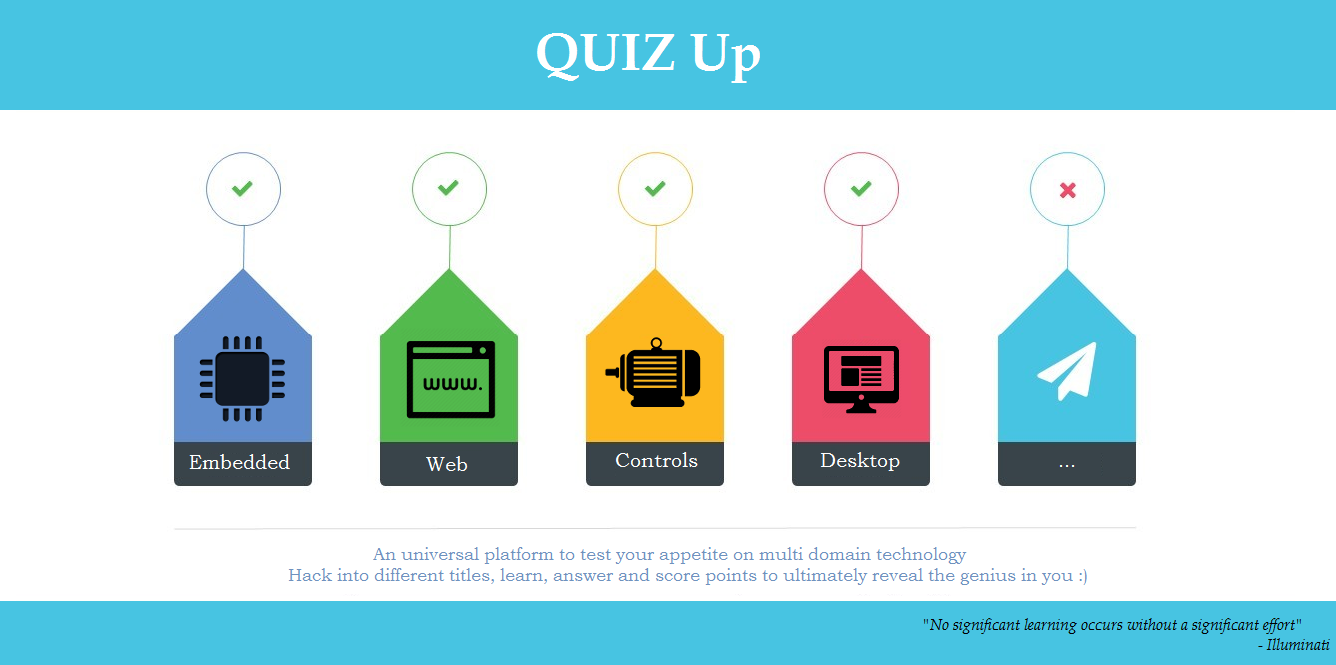 QUIZ Up
www.
Embedded
Web
Controls
Desktop
...
An universal platform to test your appetite on multi domain technology
Hack into different titles, learn, answer and score points to ultimately reveal the genius in you :)
"No significant learning occurs without a significant effort"
- Illuminati